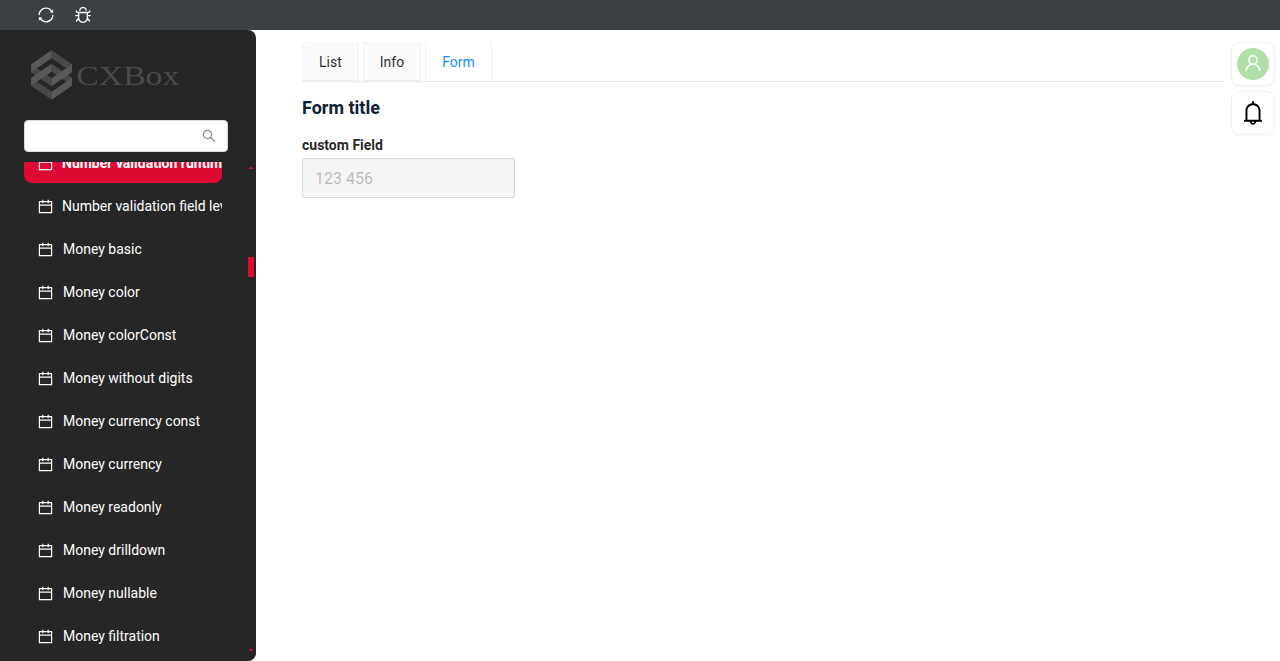 CXBox
Number validation runtim
Number validation field lev
Money basic
Money color
Money colorConst
Money without digits
Money currency const
Money currency
Money readonly
Money drilldown
Money nullable
Money filtration
List Info Form
Form title
custom Field
123 456